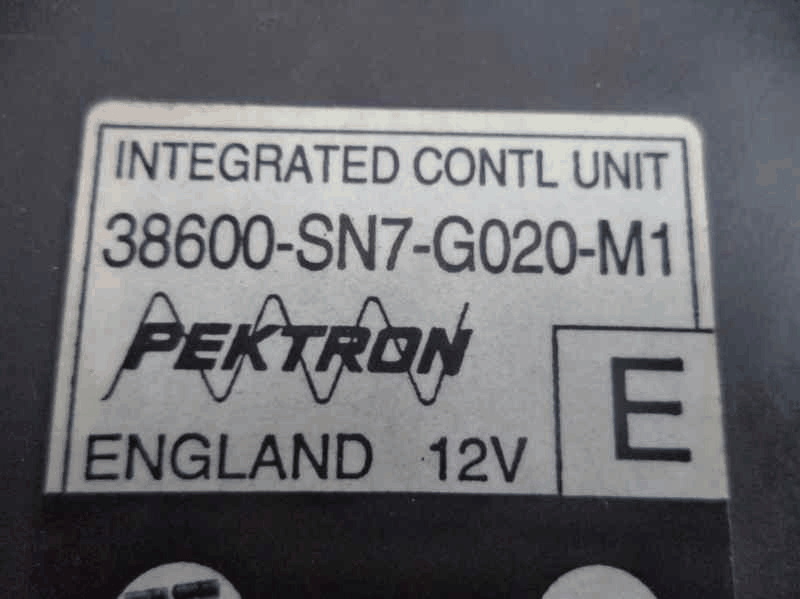 INTEGRATED CONTL UNIT
38600-SN7-G020-M1
PEKTRON
ENGLAND 12V
E